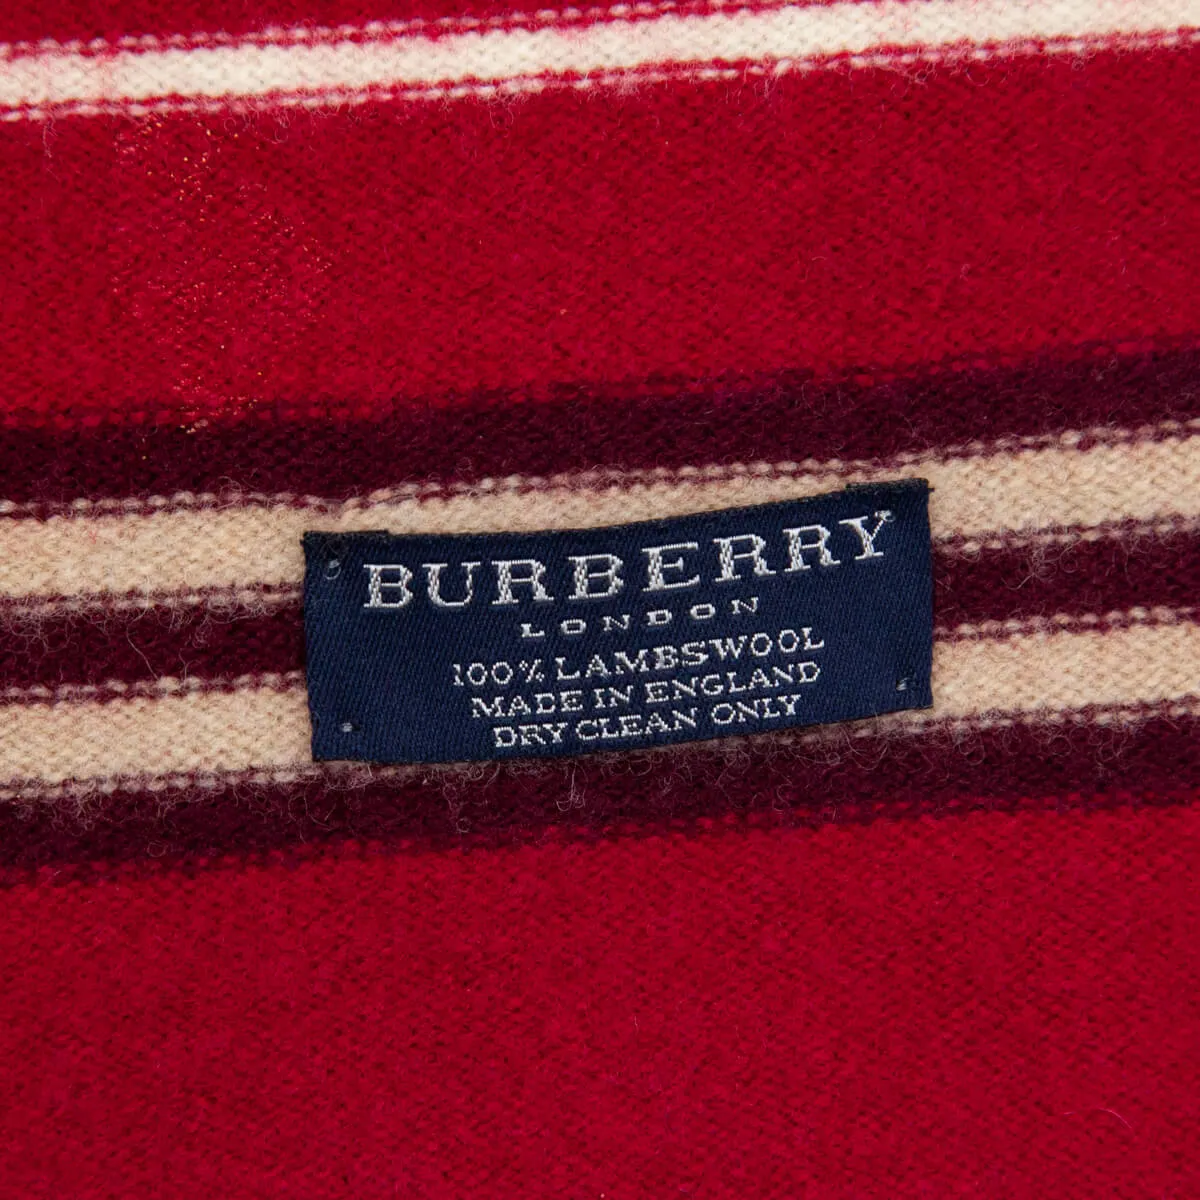 BURBERRY
LONDON
100% LAMBSWOOL
MADE IN ENGLAND
DRY CLEAN ONLY